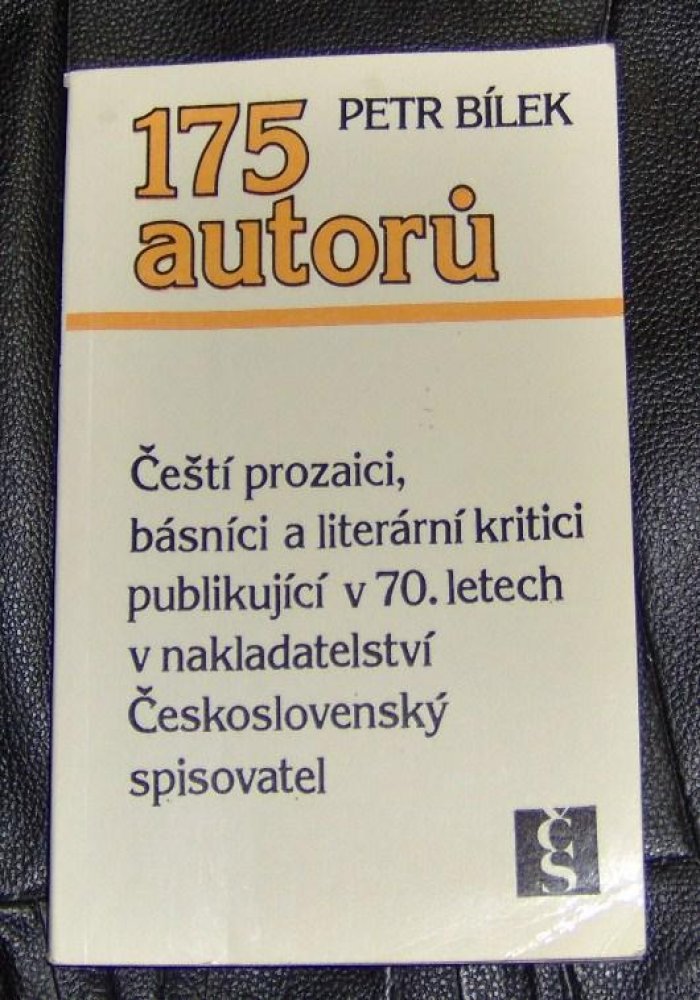 175
PETR BÍLEK
autorů
Čeští prozaici,
básníci a literární kritici
publikující v 70. letech
v nakladatelství
Československý
spisovatel
ČS